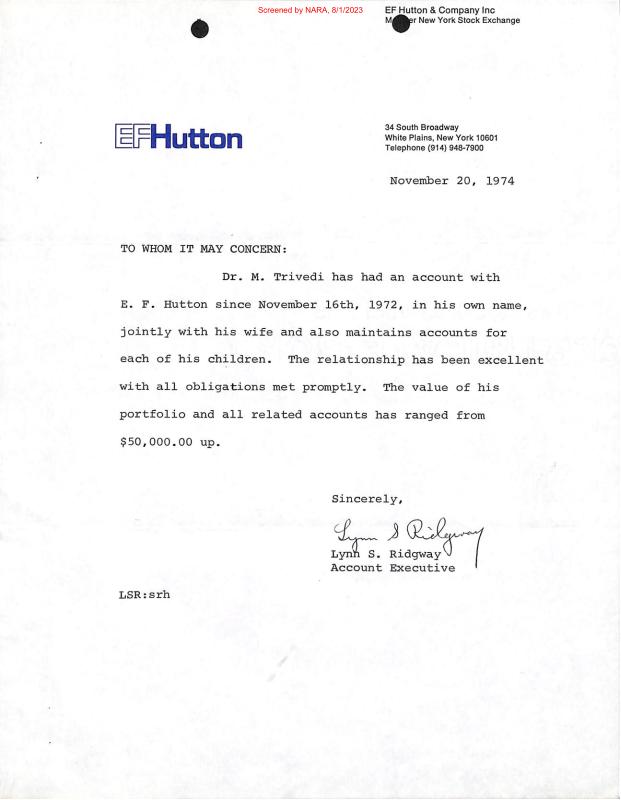 Screened by NARA, 8/1/2023
EF Hutton & Company Inc
New York Stock Exchange
EFHutton
34 South Broadway
White Plains, New York 10601
Telephone (914) 948-7900
November 20, 1974
TO WHOM IT MAY CONCERN:
Dr. M. Trivedi has had an account with
E. F. Hutton since November 16th, 1972, in his own name,
jointly with his wife and also maintains accounts for
each of his children. The relationship has been excellent
with all obligations met promptly. The value of his
portfolio and all related accounts has ranged from
$50,000.00 up.
Sincerely,
Lynn S Ridgway
Lynn S. Ridgway
Account Executive
LSR:srh